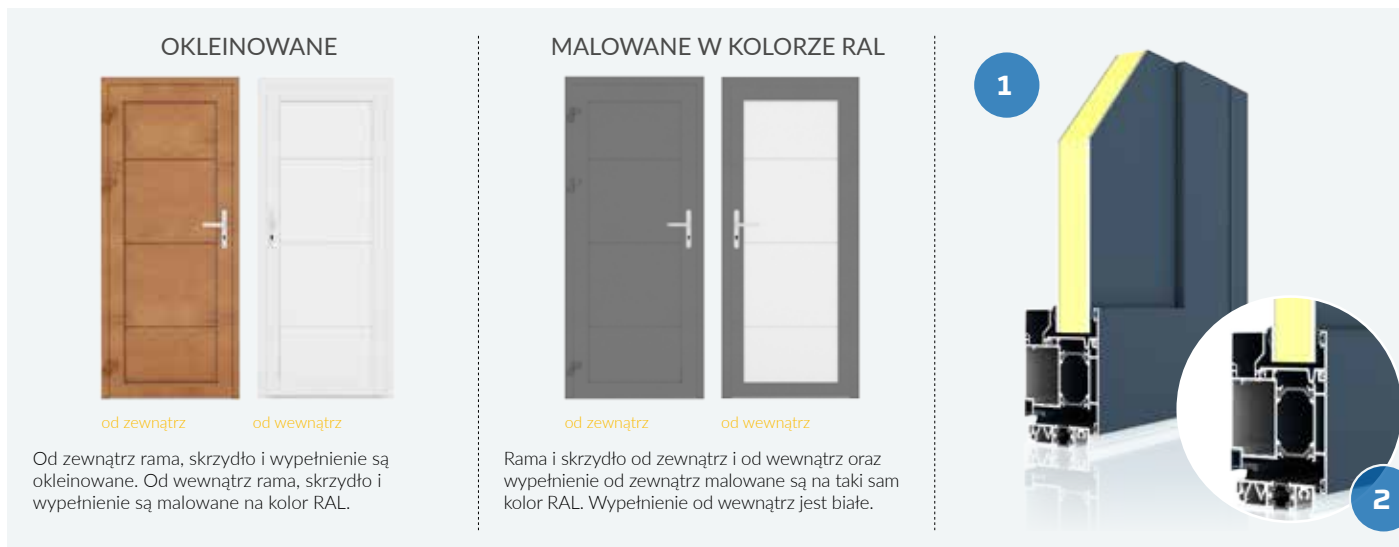 OKLEINOWANE
od zewnątrz
od wewnątrz
Od zewnątrz rama, skrzydło i wypełnienie są
okleinowane. Od wewnątrz rama, skrzydło i
wypełnienie są malowane na kolor RAL.
MALOWANE W KOLORZE RAL
od zewnątrz
od wewnątrz
Rama i skrzydło od zewnątrz i od wewnątrz oraz
wypełnienie od zewnątrz malowane są na taki sam
kolor RAL. Wypełnienie od wewnątrz jest białe.
1
2